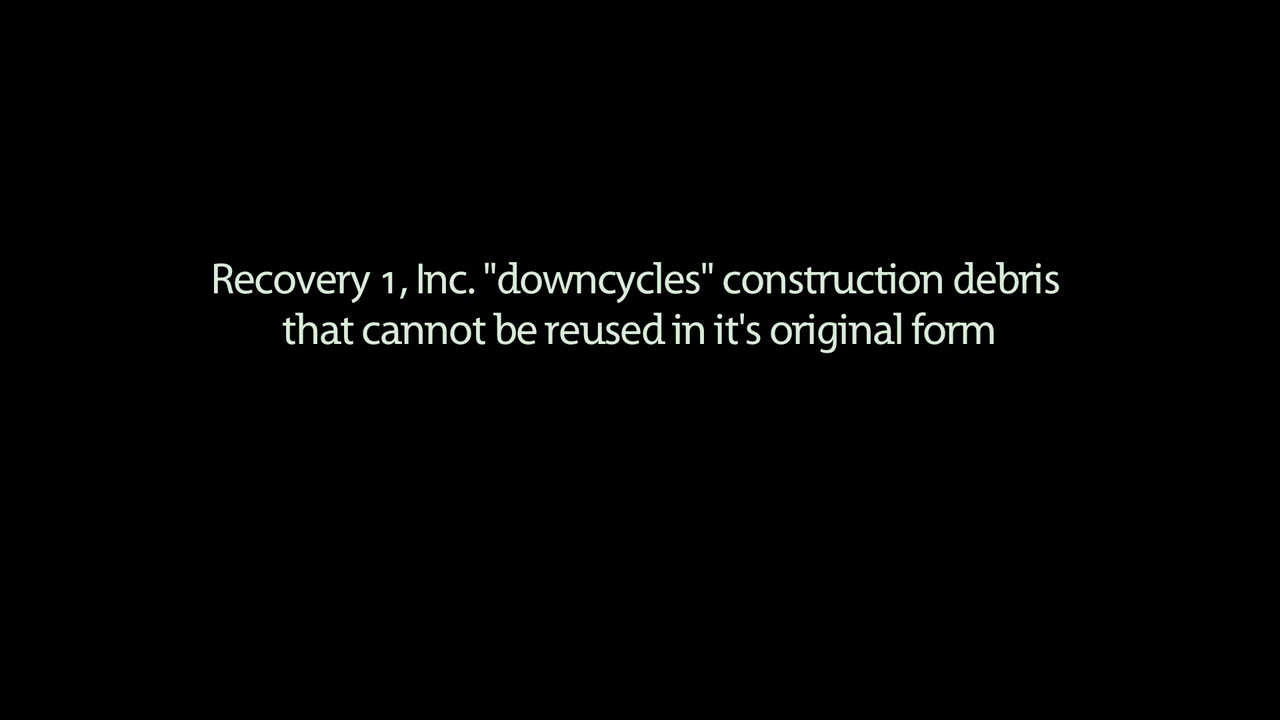 Recovery 1, Inc. "downcycles" construction debris
that cannot be reused in it's original form